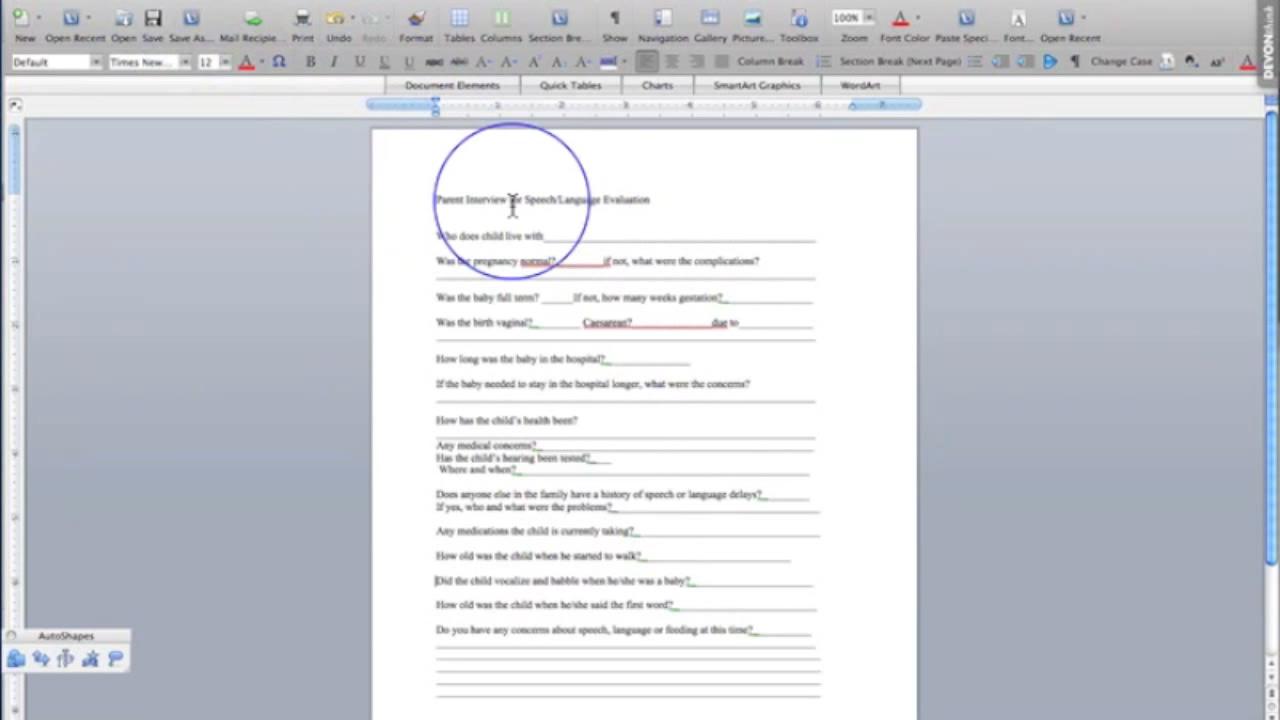 New Open Recent Open Save Save As... Mail Recipie... Print Undo Redo Format Tables Columns Section Bre... Show Navigation Gallery Picture... Toolbox 100% Zoom Font Color Paste Speci... Font... Open Recent
Default Times New... 12 A Ω B I U U ABC ABC Column Break Section Break (Next Page) ¶ Change Case
Document Elements Quick Tables Charts SmartArt Graphics WordArt
Parent Interview for Speech/Language Evaluation
Who does child live with
Was the pregnancy normal? if not, what were the complications?
Was the baby full term? If not, how many weeks gestation?
Was the birth vaginal? Caesarean? due to
How long was the baby in the hospital?
If the baby needed to stay in the hospital longer, what were the concerns?
How has the child's health been?
Any medical concerns?
Has the child's hearing been tested?
Where and when?
Does anyone else in the family have a history of speech or language delays?
If yes, who and what were the problems?
Any medications the child is currently taking?
How old was the child when he started to walk?
Did the child vocalize and babble when he/she was a baby?
How old was the child when he/she said the first word?
Do you have any concerns about speech, language or feeding at this time?
AutoShapes